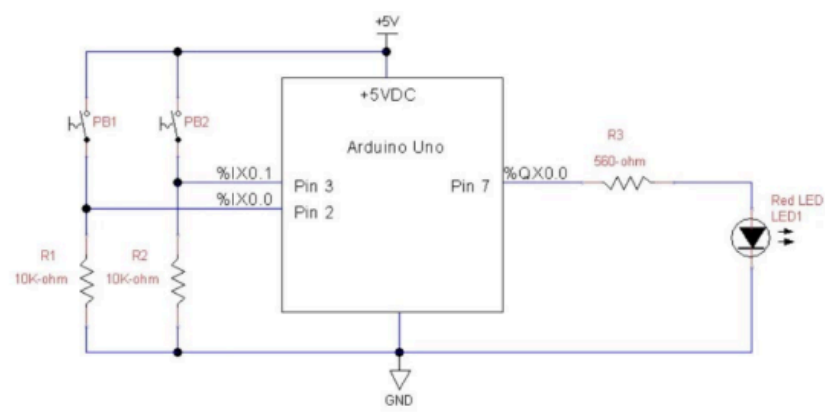 +5V
+5VDC
PB1
PB2
Arduino Uno
R3
560-ohm
%IX0.1
Pin 3
Pin 7
%QX0.0
%IX0.0
Pin 2
Red LED
LED1
R1
10K-ohm
R2
10K-ohm
GND